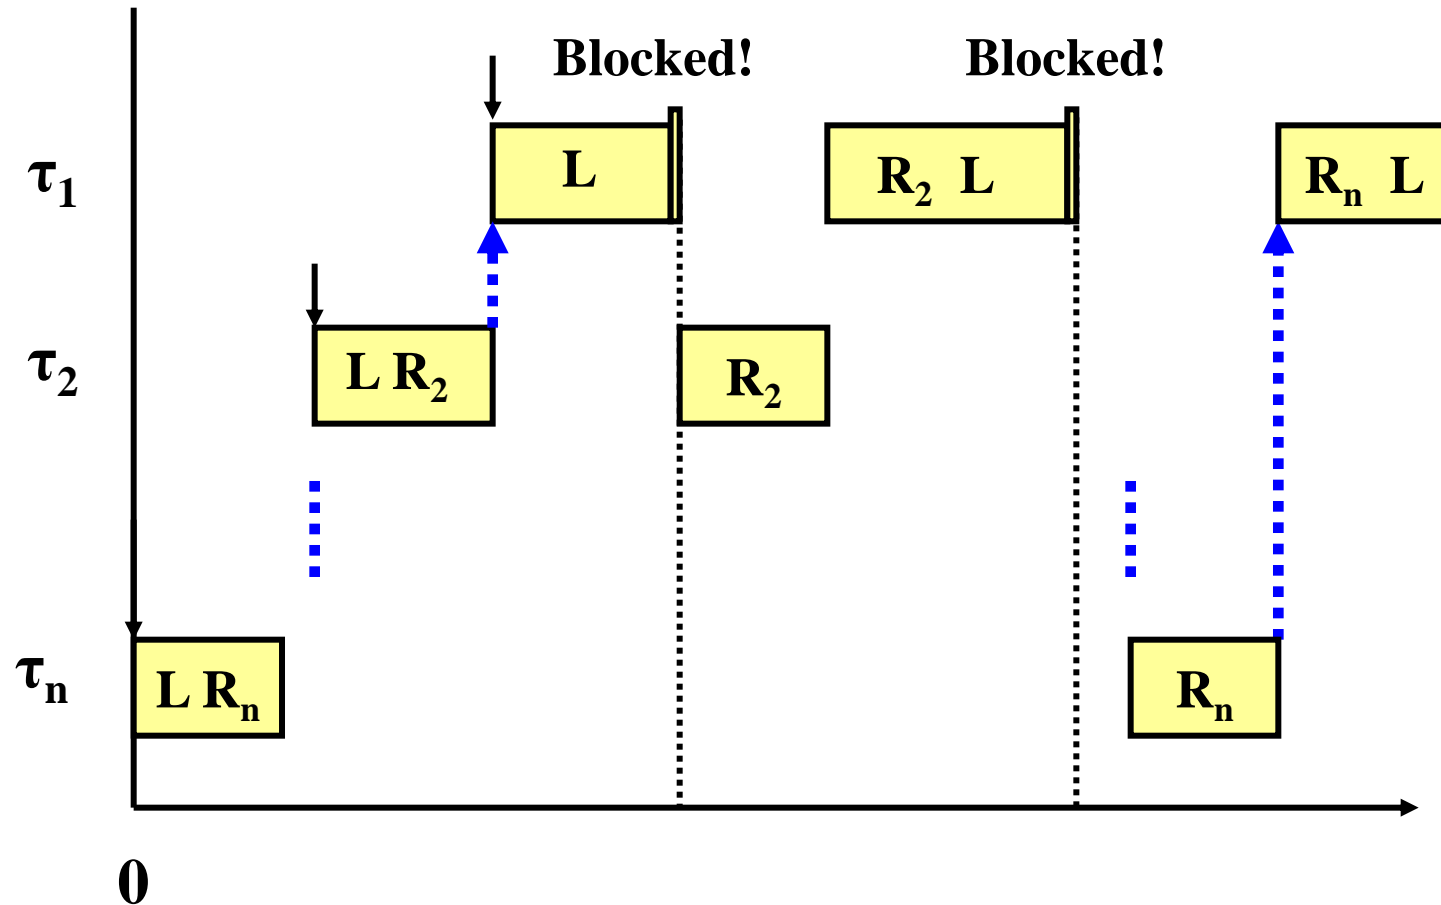 Blocked! Blocked!
τ₁ L R₂ L Rₙ L
τ₂ L R₂ R₂
τₙ L Rₙ Rₙ
0